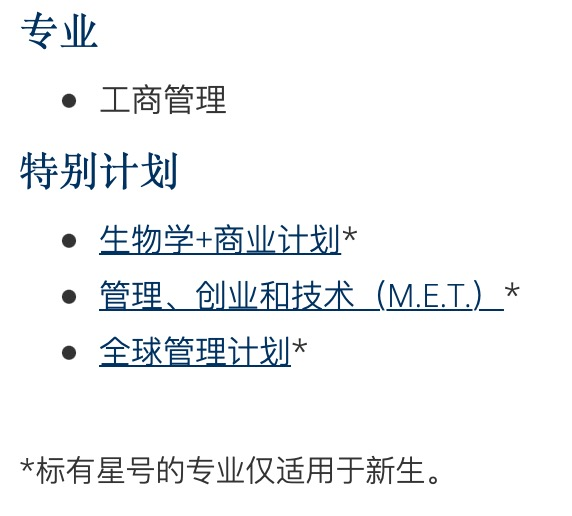 专业
工商管理
特别计划
生物学+商业计划*
管理、创业和技术（M.E.T.）*
全球管理计划*
*标有星号的专业仅适用于新生。